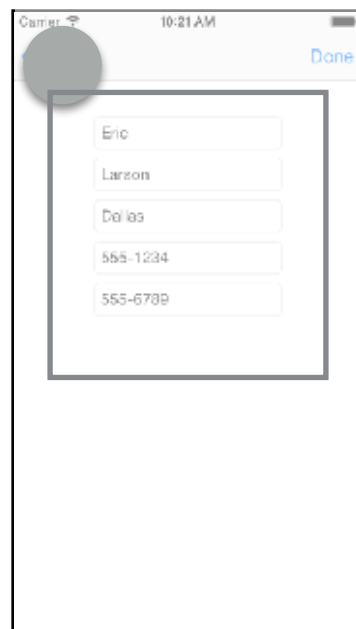 Carrier 10:21 AM
Done
Eric
Larson
Dallas
555-1234
555-6789